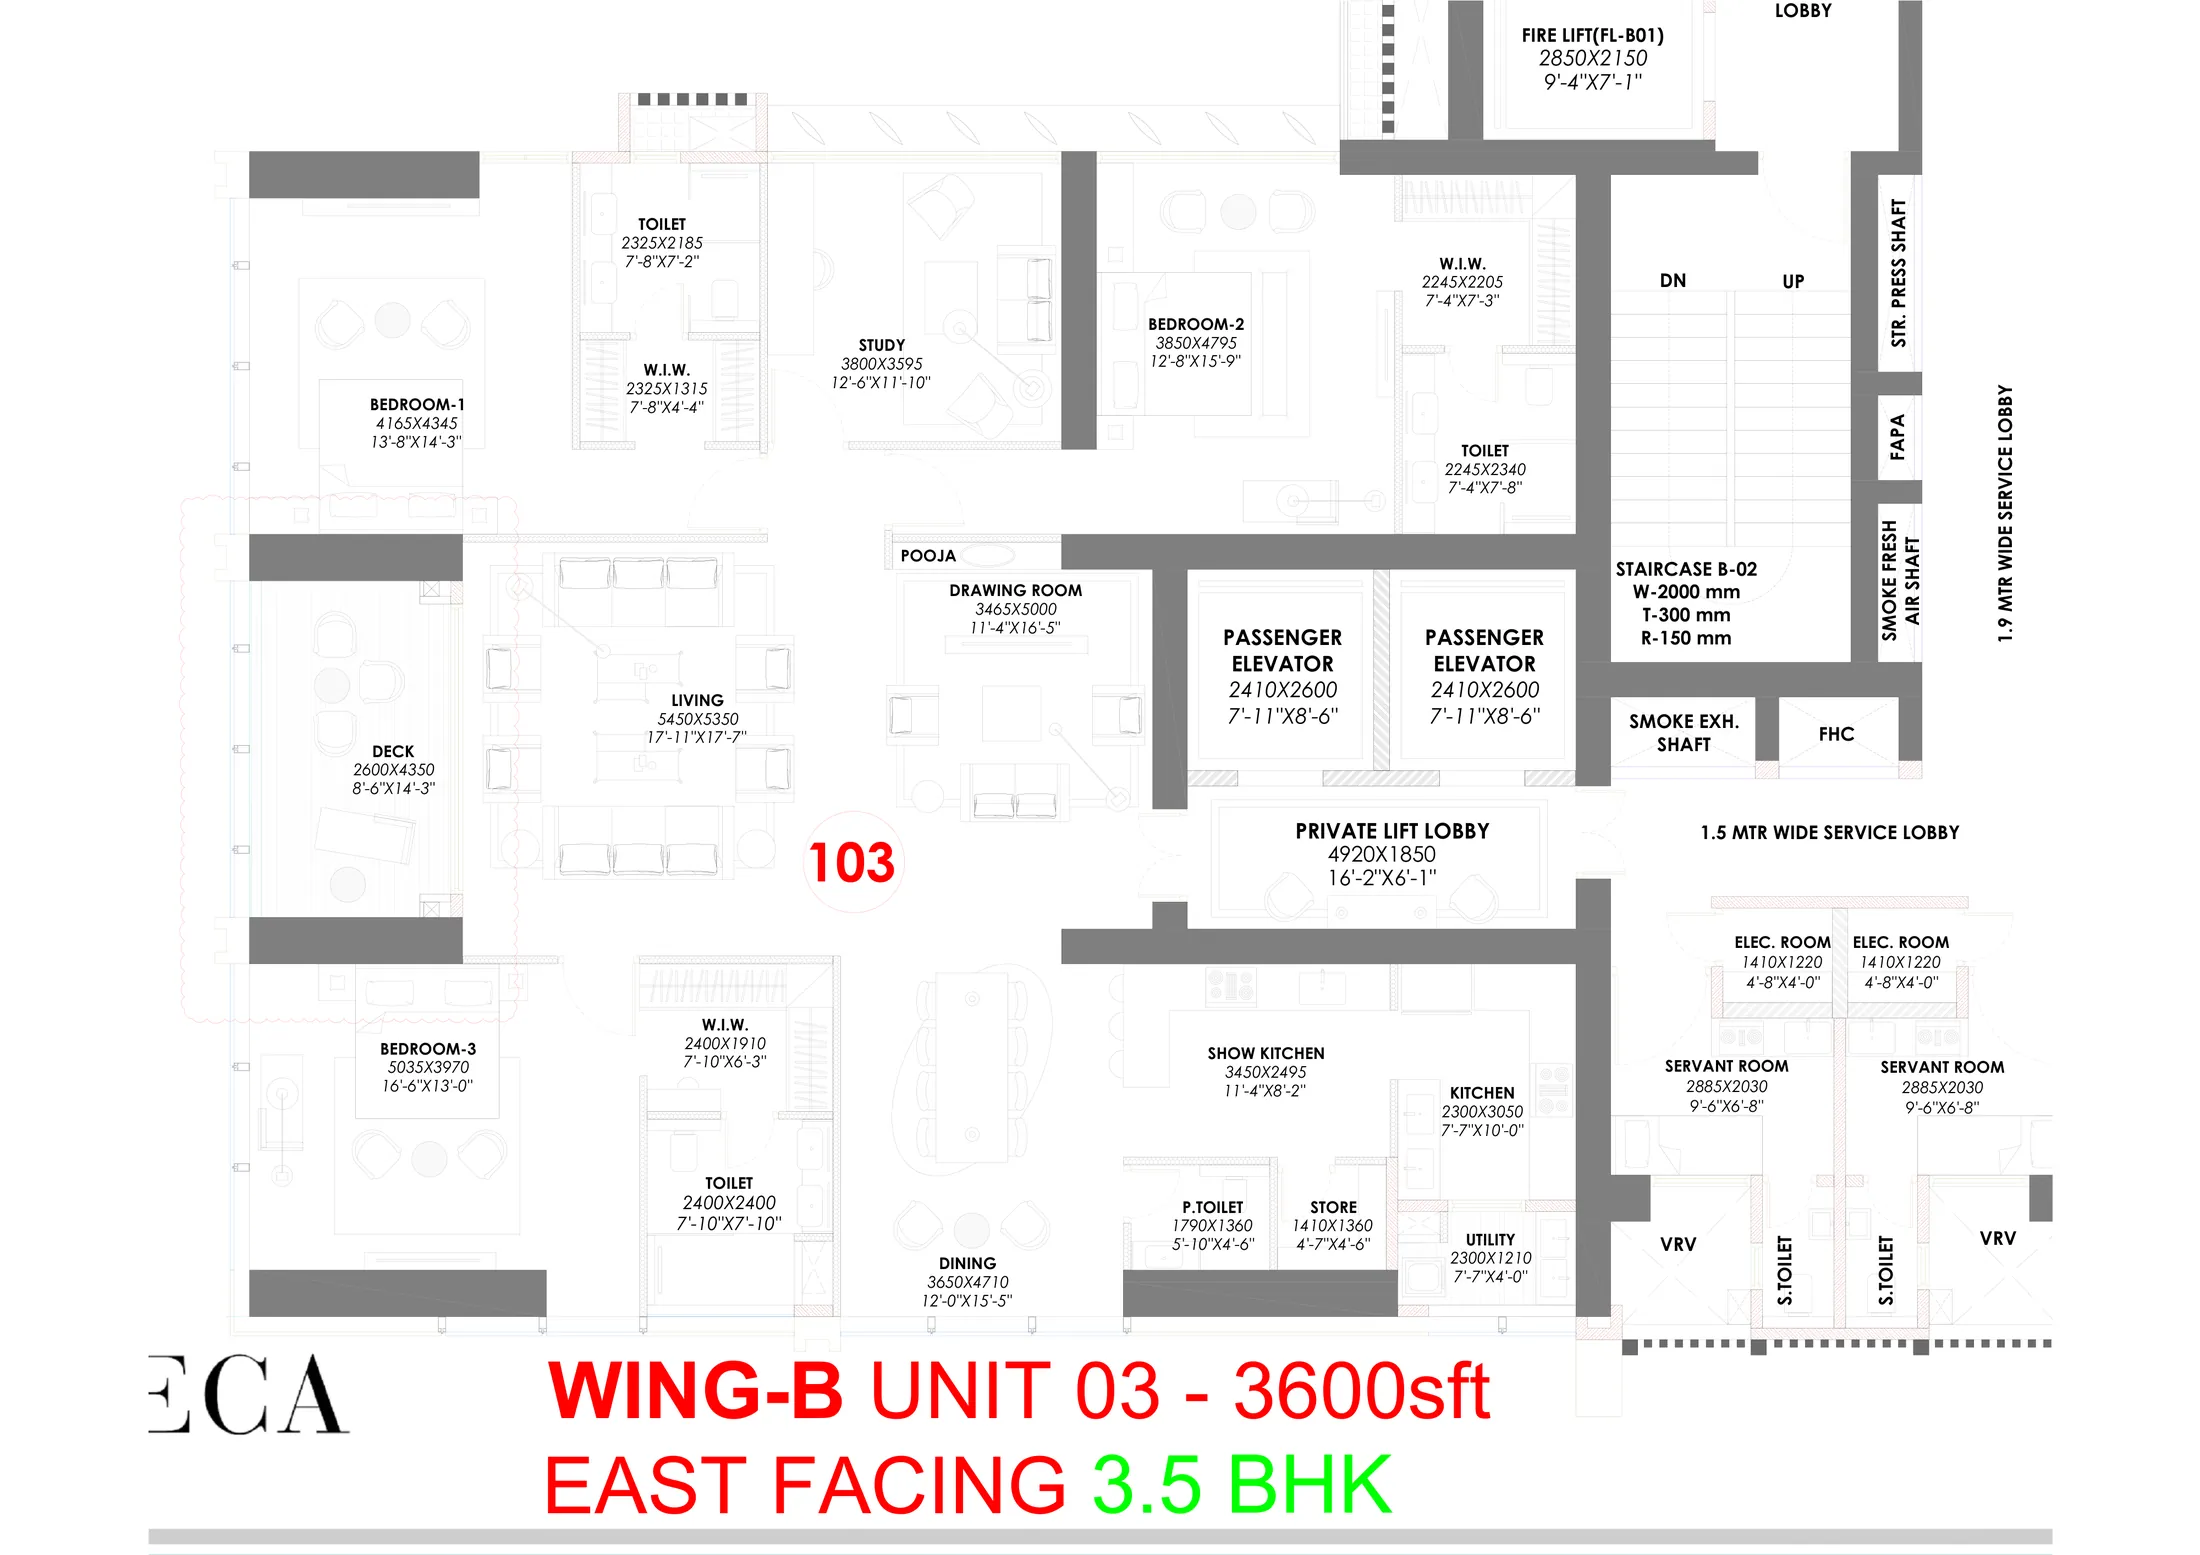 LOBBY
FIRE LIFT(FL-B01)
2850X2150
9'-4"X7'-1"
TOILET
2325X2185
7'-8"X7'-2"
W.I.W.
2325X1315
7'-8"X4'-4"
STUDY
3800X3595
12'-6"X11'-10"
BEDROOM-1
4165X4345
13'-8"X14'-3"
BEDROOM-2
3850X4795
12'-8"X15'-9"
W.I.W.
2245X2205
7'-4"X7'-3"
TOILET
2245X2340
7'-4"X7'-8"
DN
UP
STR. PRESS SHAFT
FAPA
SMOKE FRESH
AIR SHAFT
1.9 MTR WIDE SERVICE LOBBY
STAIRCASE B-02
W-2000 mm
T-300 mm
R-150 mm
POOJA
DRAWING ROOM
3465X5000
11'-4"X16'-5"
PASSENGER
ELEVATOR
2410X2600
7'-11"X8'-6"
PASSENGER
ELEVATOR
2410X2600
7'-11"X8'-6"
LIVING
5450X5350
17'-11"X17'-7"
DECK
2600X4350
8'-6"X14'-3"
SMOKE EXH.
SHAFT
FHC
103
PRIVATE LIFT LOBBY
4920X1850
16'-2"X6'-1"
1.5 MTR WIDE SERVICE LOBBY
ELEC. ROOM
1410X1220
4'-8"X4'-0"
ELEC. ROOM
1410X1220
4'-8"X4'-0"
W.I.W.
2400X1910
7'-10"X6'-3"
BEDROOM-3
5035X3970
16'-6"X13'-0"
SHOW KITCHEN
3450X2495
11'-4"X8'-2"
KITCHEN
2300X3050
7'-7"X10'-0"
SERVANT ROOM
2885X2030
9'-6"X6'-8"
SERVANT ROOM
2885X2030
9'-6"X6'-8"
TOILET
2400X2400
7'-10"X7'-10"
P.TOILET
1790X1360
5'-10"X4'-6"
STORE
1410X1360
4'-7"X4'-6"
UTILITY
2300X1210
7'-7"X4'-0"
DINING
3650X4710
12'-0"X15'-5"
VRV
S.TOILET
S.TOILET
VRV
ECA
WING-B UNIT 03 - 3600sft
EAST FACING 3.5 BHK